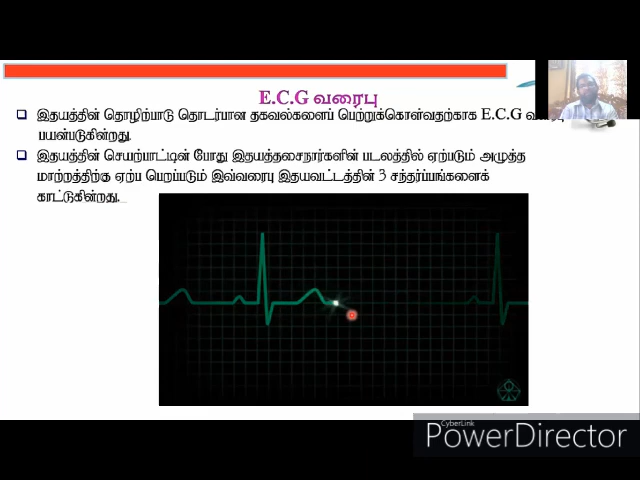 E.C.G வரைபு
❑ இதயத்தின் தொழிற்பாடு தொடர்பான தகவல்களைப் பெற்றுக்கொள்வதற்காக E.C.G
பயன்படுகின்றது.
❑ இதயத்தின் செயற்பாட்டின் போது இதயத்தசைநார்களின் படலத்தில் ஏற்படும் அழுத்த
மாற்றத்திற்கு ஏற்ப பெறப்படும் இவ்வரைபு இதயவட்டத்தின் 3 சந்தர்ப்பங்களைக்
காட்டுகின்றது.
CyberLink
PowerDirector